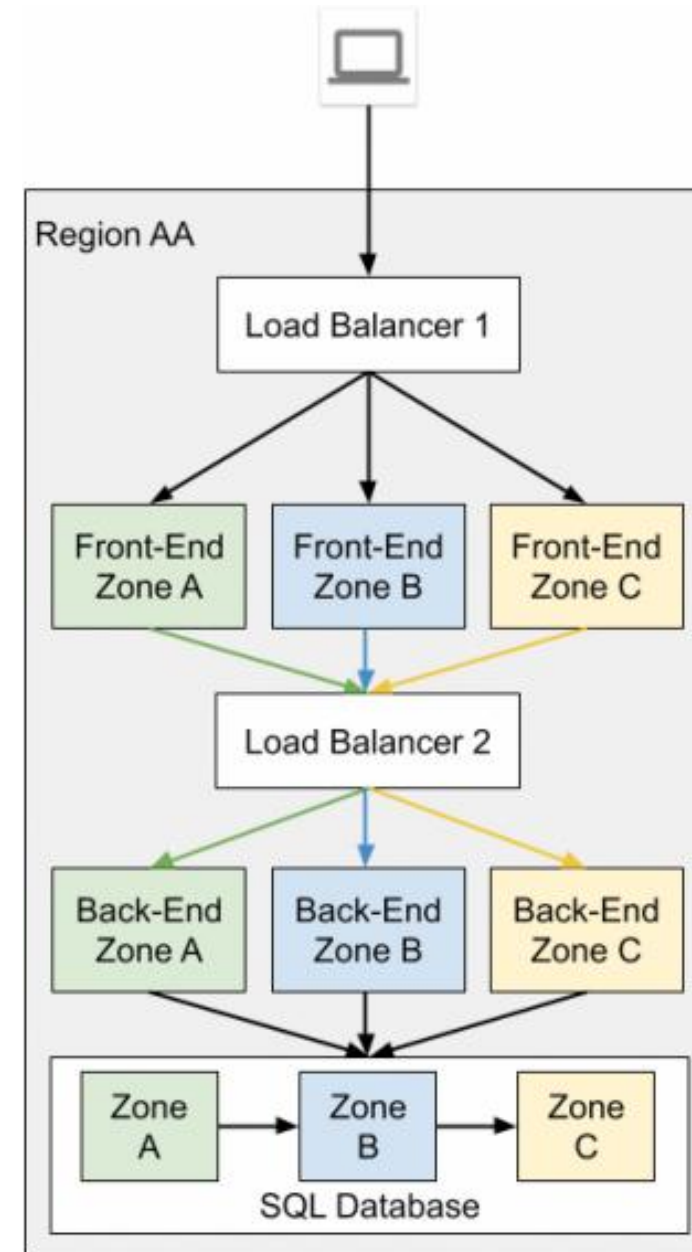 Region AA
Load Balancer 1
Front-End
Zone A
Front-End
Zone B
Front-End
Zone C
Load Balancer 2
Back-End
Zone A
Back-End
Zone B
Back-End
Zone C
Zone
A
Zone
B
Zone
C
SQL Database